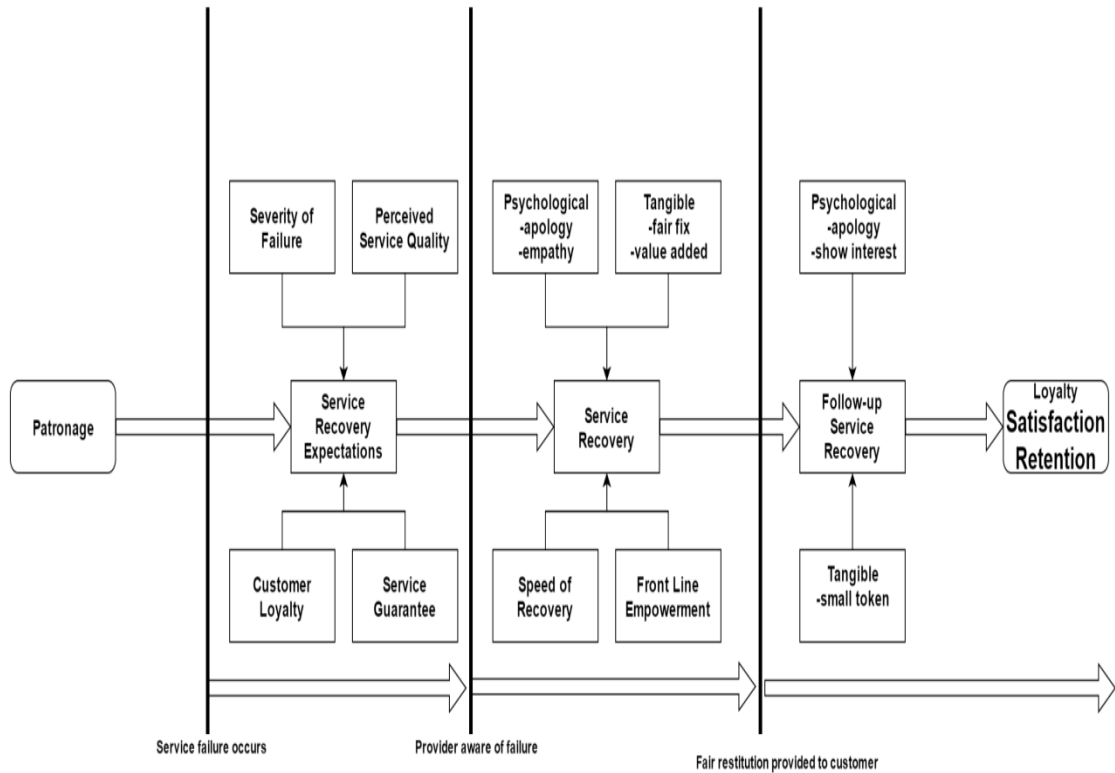 Severity of
Failure
Perceived
Service Quality
Psychological
-apology
-empathy
Tangible
-fair fix
-value added
Psychological
-apology
-show interest
Patronage
Service
Recovery
Expectations
Service
Recovery
Follow-up
Service
Recovery
Loyalty
Satisfaction
Retention
Customer
Loyalty
Service
Guarantee
Speed of
Recovery
Front Line
Empowerment
Tangible
-small token
Service failure occurs
Provider aware of failure
Fair restitution provided to customer